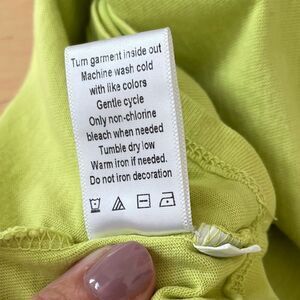 Turn garment inside out
Machine wash cold
with like colors
Gentle cycle
Only non-chlorine
bleach when needed
Tumble dry low
Warm iron if needed.
Do not iron decoration